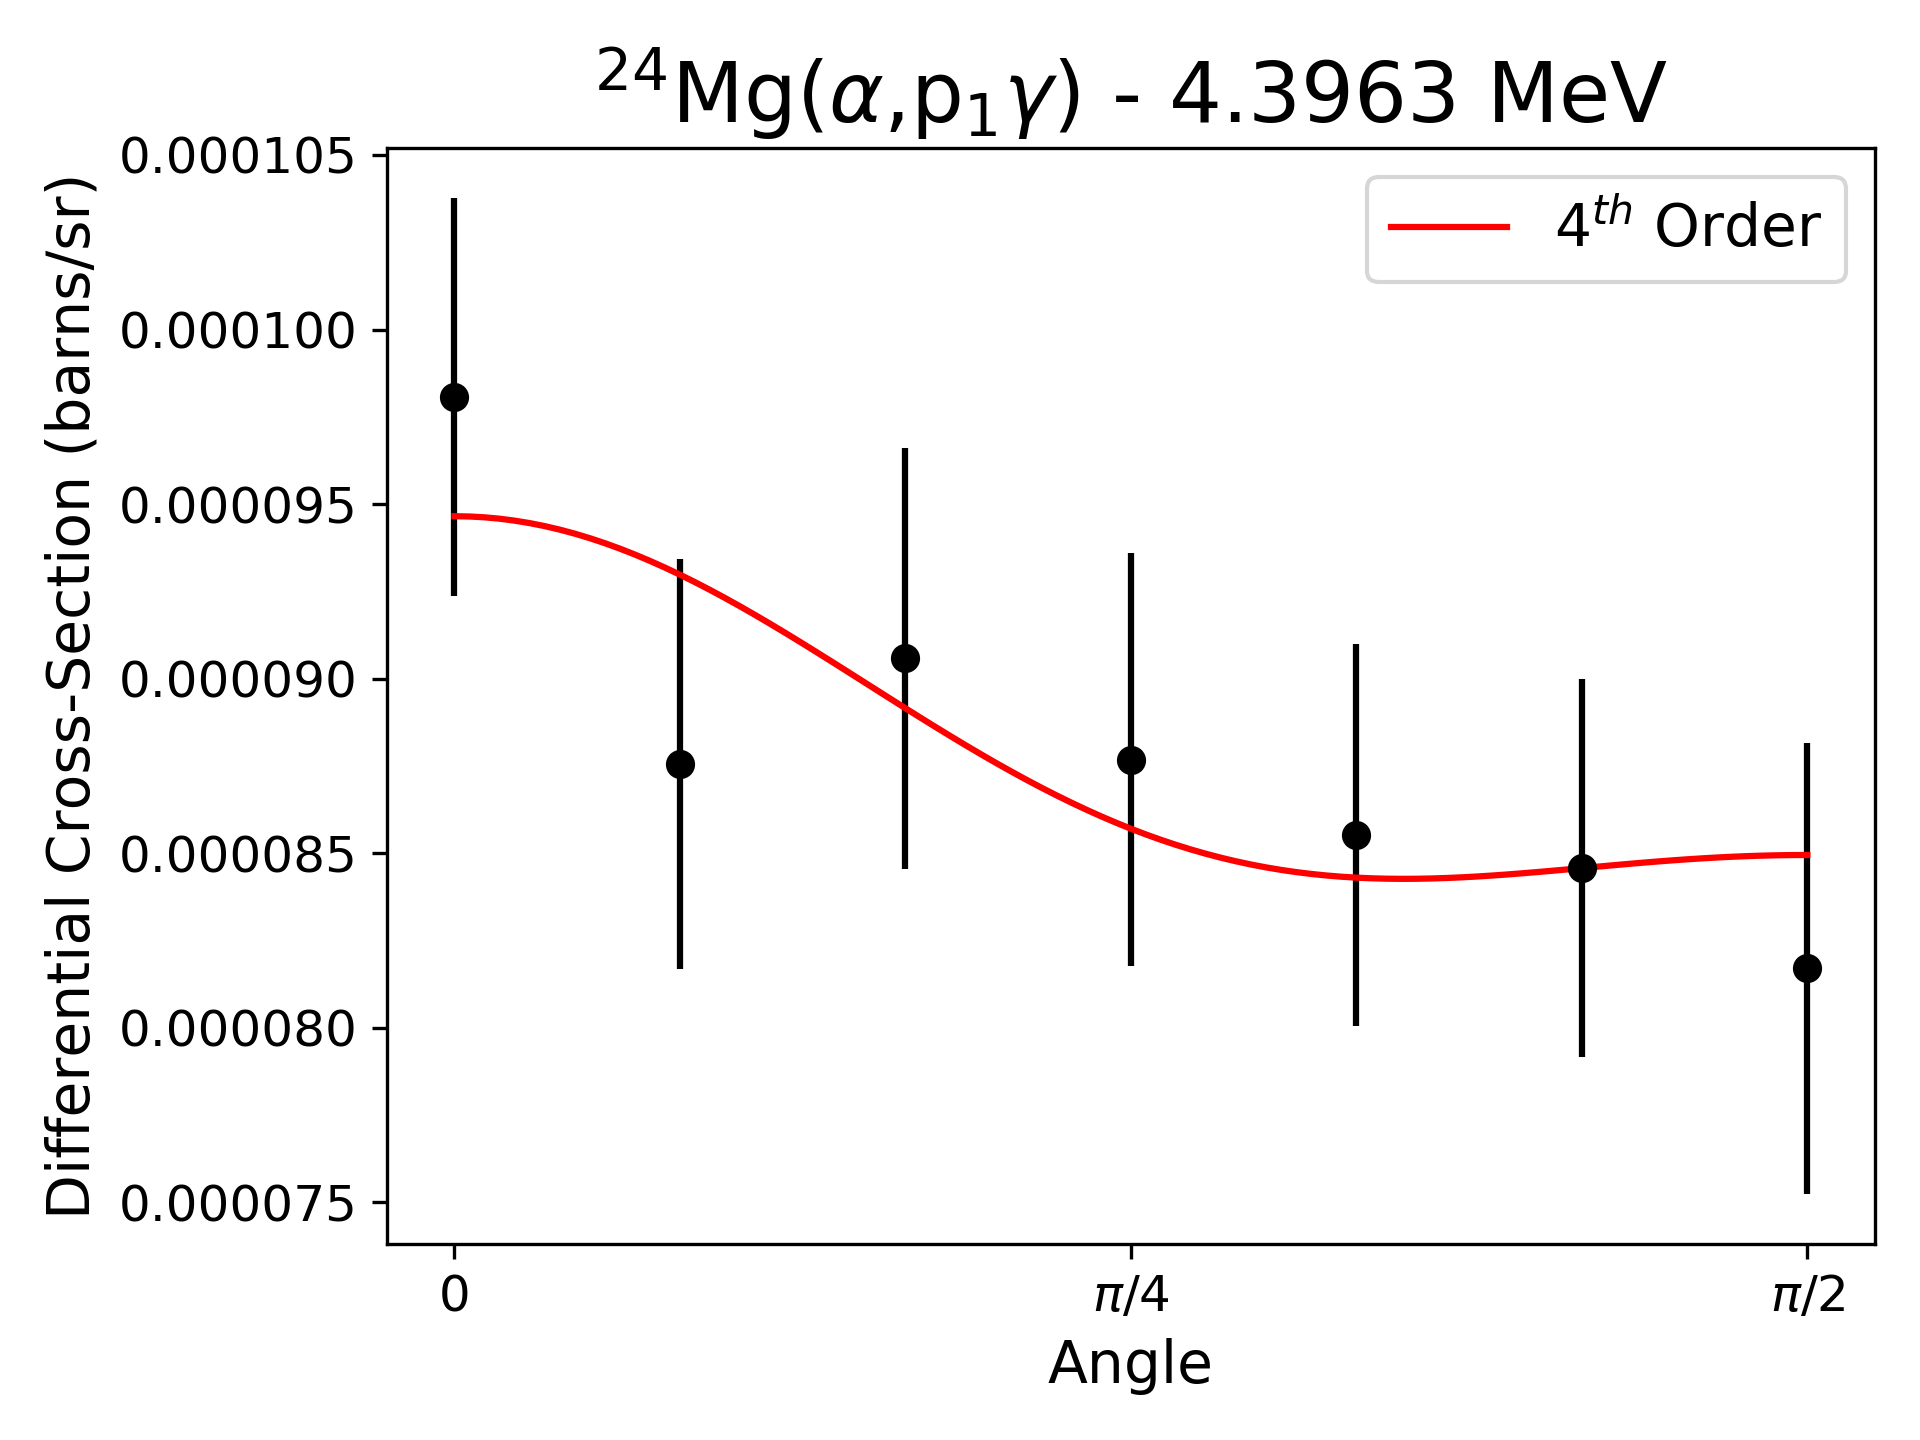 ²⁴Mg(α,p₁γ) - 4.3963 MeV
4ᵗʰ Order
Differential Cross-Section (barns/sr)
0.000105
0.000100
0.000095
0.000090
0.000085
0.000080
0.000075
0
π/4
π/2
Angle